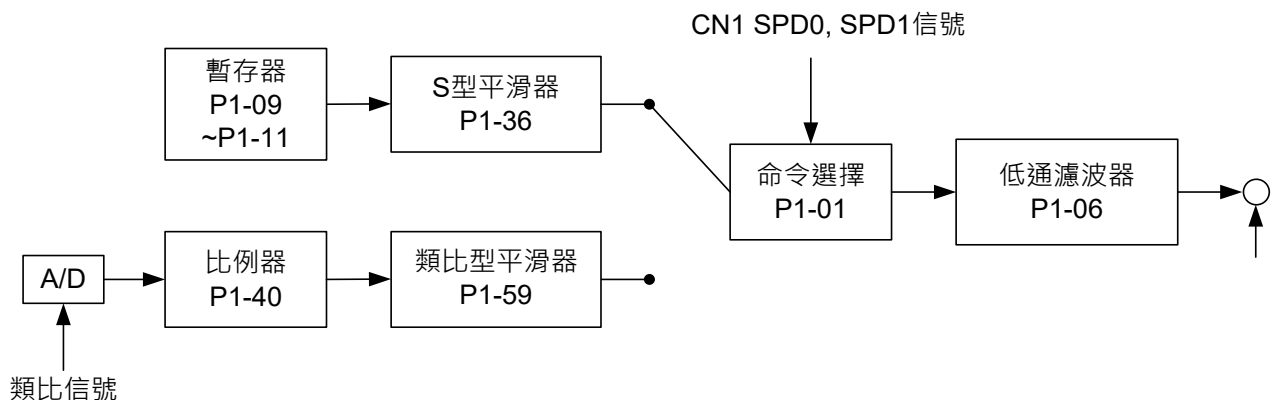 CN1 SPD0, SPD1信號
暫存器
P1-09
~P1-11
S型平滑器
P1-36
命令選擇
P1-01
低通濾波器
P1-06
A/D
比例器
P1-40
類比型平滑器
P1-59
類比信號